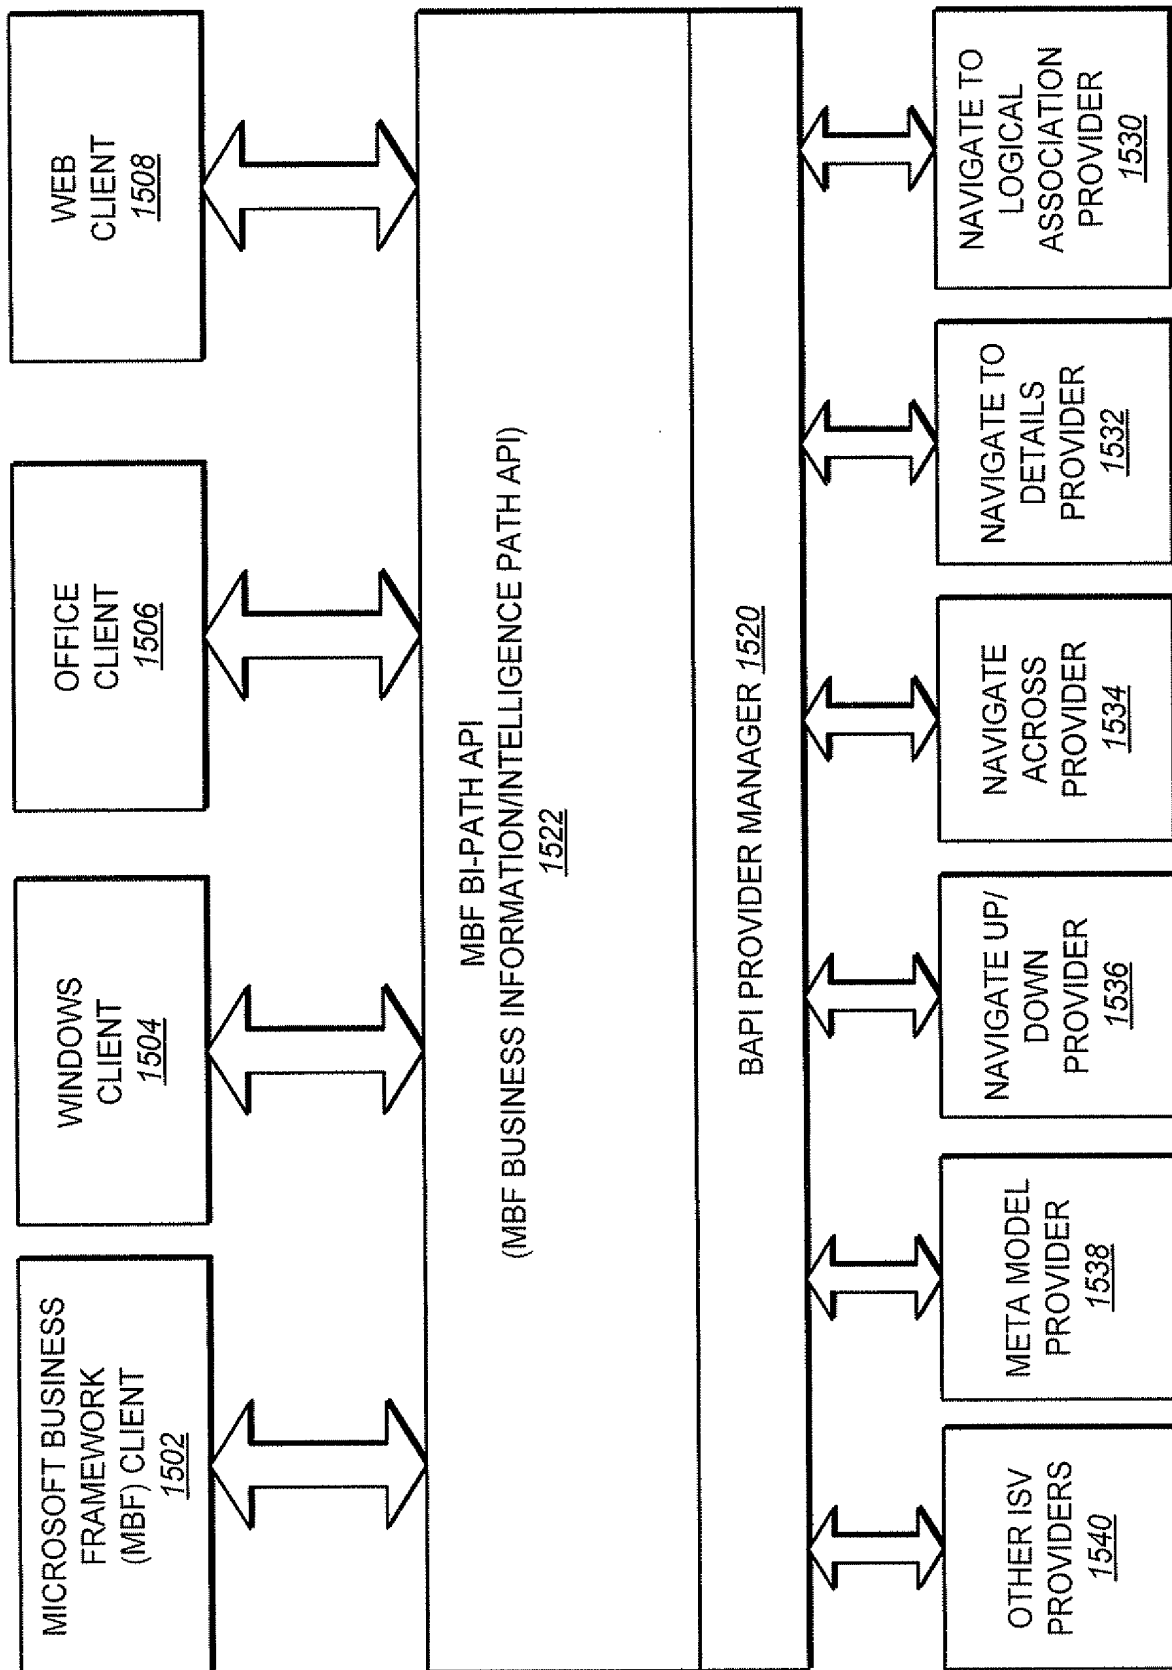 MICROSOFT BUSINESS
FRAMEWORK
(MBF) CLIENT
1502
WINDOWS
CLIENT
1504
OFFICE
CLIENT
1506
WEB
CLIENT
1508
MBF BI-PATH API
(MBF BUSINESS INFORMATION/INTELLIGENCE PATH API)
1522
BAPI PROVIDER MANAGER 1520
OTHER ISV
PROVIDERS
1540
META MODEL
PROVIDER
1538
NAVIGATE UP/
DOWN
PROVIDER
1536
NAVIGATE
ACROSS
PROVIDER
1534
NAVIGATE TO
DETAILS
PROVIDER
1532
NAVIGATE TO
LOGICAL
ASSOCIATION
PROVIDER
1530